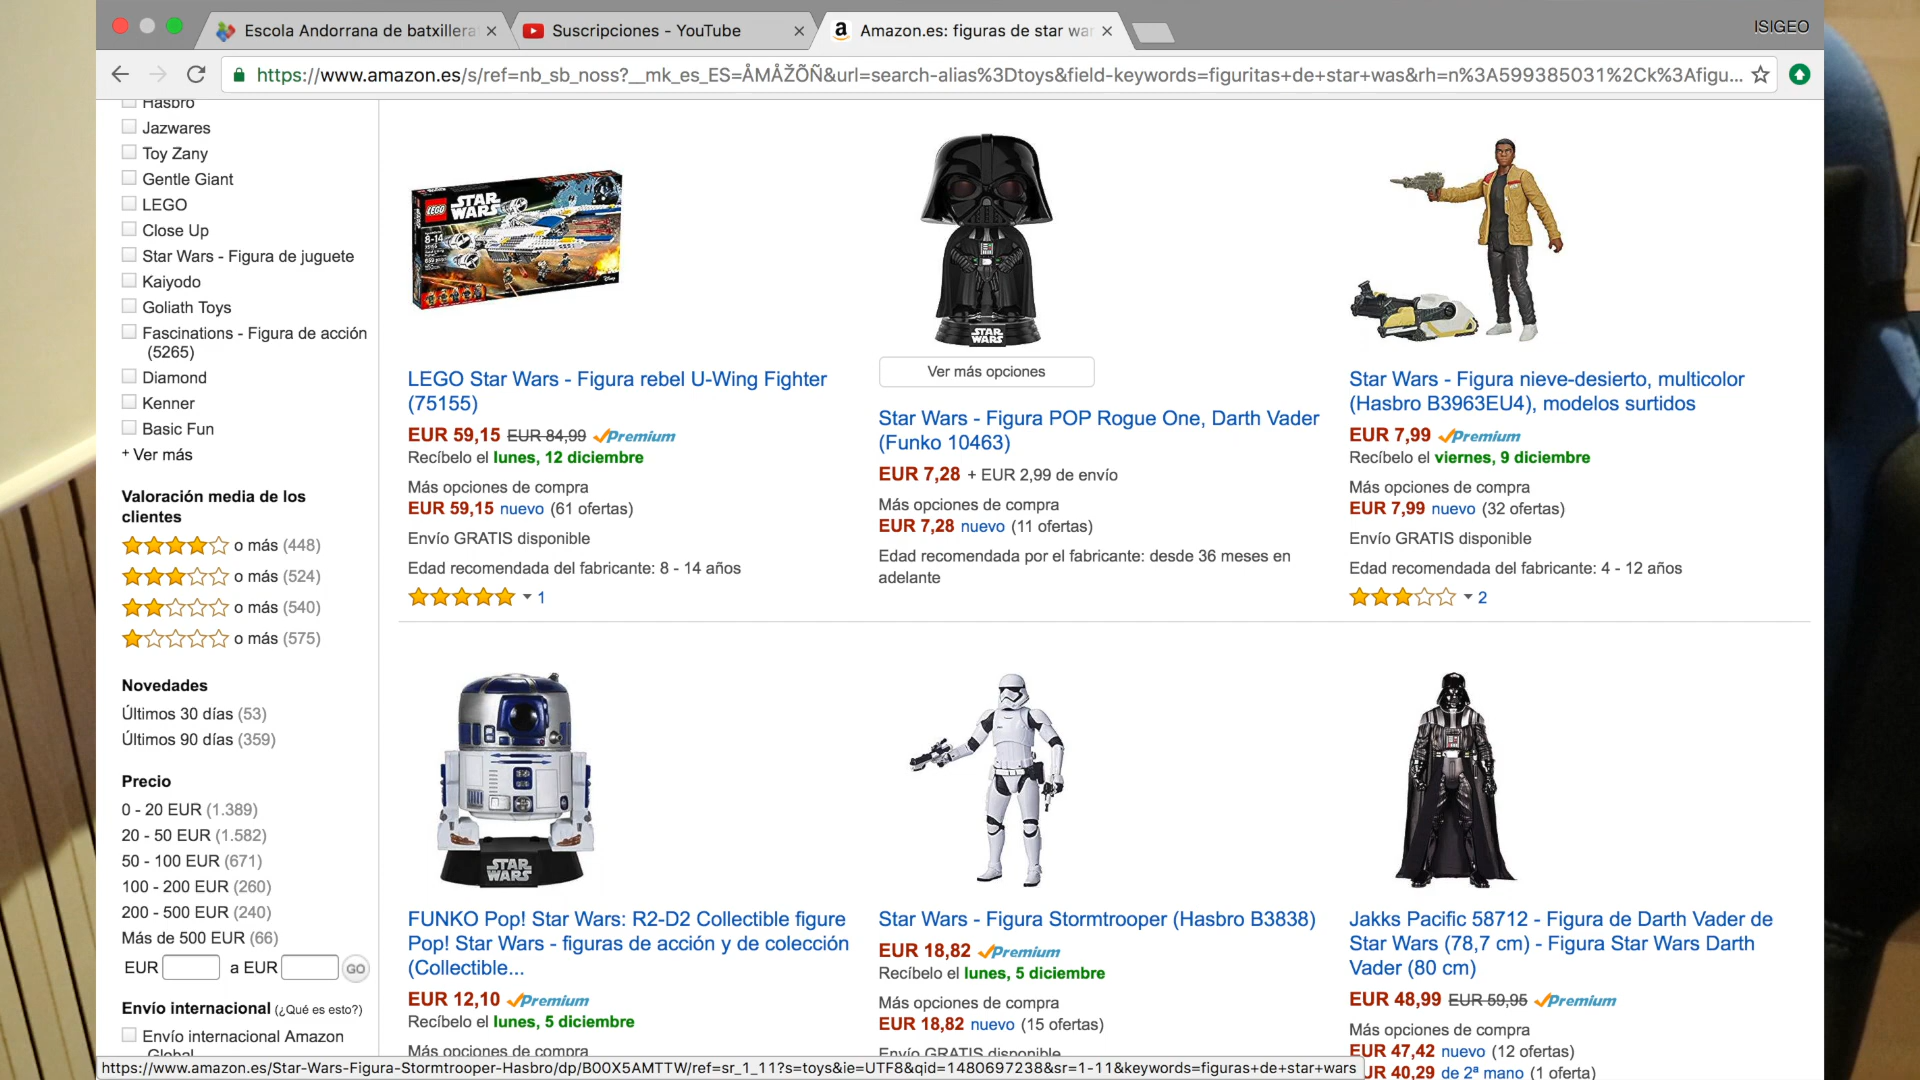 Escola Andorrana de batxillera
Suscripciones - YouTube
Amazon.es: figuras de star wa
ISIGEO
https://www.amazon.es/s/ref=nb_sb_noss?__mk_es_ES=ÅMÅŽÕÑ&url=search-alias%3Dtoys&field-keywords=figuritas+de+star+was&rh=n%3A599385031%2Ck%3Afigu...
Hasbro
Jazwares
Toy Zany
Gentle Giant
LEGO
Close Up
Star Wars - Figura de juguete
Kaiyodo
Goliath Toys
Fascinations - Figura de acción
(5265)
Diamond
Kenner
Basic Fun
+ Ver más
Valoración media de los
clientes
o más (448)
o más (524)
o más (540)
o más (575)
Novedades
Últimos 30 días (53)
Últimos 90 días (359)
Precio
0 - 20 EUR (1.389)
20 - 50 EUR (1.582)
50 - 100 EUR (671)
100 - 200 EUR (260)
200 - 500 EUR (240)
Más de 500 EUR (66)
EUR a EUR GO
Envío internacional (¿Qué es esto?)
Envío internacional Amazon
Global
LEGO STAR WARS
8-14
LEGO Star Wars - Figura rebel U-Wing Fighter
(75155)
EUR 59,15 EUR 84,99 Premium
Recíbelo el lunes, 12 diciembre
Más opciones de compra
EUR 59,15 nuevo (61 ofertas)
Envío GRATIS disponible
Edad recomendada del fabricante: 8 - 14 años
1
STAR WARS
Ver más opciones
Star Wars - Figura POP Rogue One, Darth Vader
(Funko 10463)
EUR 7,28 + EUR 2,99 de envío
Más opciones de compra
EUR 7,28 nuevo (11 ofertas)
Edad recomendada por el fabricante: desde 36 meses en
adelante
Star Wars - Figura nieve-desierto, multicolor
(Hasbro B3963EU4), modelos surtidos
EUR 7,99 Premium
Recíbelo el viernes, 9 diciembre
Más opciones de compra
EUR 7,99 nuevo (32 ofertas)
Envío GRATIS disponible
Edad recomendada del fabricante: 4 - 12 años
2
STAR WARS
FUNKO Pop! Star Wars: R2-D2 Collectible figure
Pop! Star Wars - figuras de acción y de colección
(Collectible...
EUR 12,10 Premium
Recíbelo el lunes, 5 diciembre
Más opciones de compra
Star Wars - Figura Stormtrooper (Hasbro B3838)
EUR 18,82 Premium
Recíbelo el lunes, 5 diciembre
Más opciones de compra
EUR 18,82 nuevo (15 ofertas)
Envío GRATIS disponible
Jakks Pacific 58712 - Figura de Darth Vader de
Star Wars (78,7 cm) - Figura Star Wars Darth
Vader (80 cm)
EUR 48,99 EUR 59,95 Premium
Más opciones de compra
EUR 47,42 nuevo (12 ofertas)
EUR 40,29 de 2ª mano (1 oferta)
https://www.amazon.es/Star-Wars-Figura-Stormtrooper-Hasbro/dp/B00X5AMTTW/ref=sr_1_11?s=toys&ie=UTF8&qid=1480697238&sr=1-11&keywords=figuras+de+star+wars